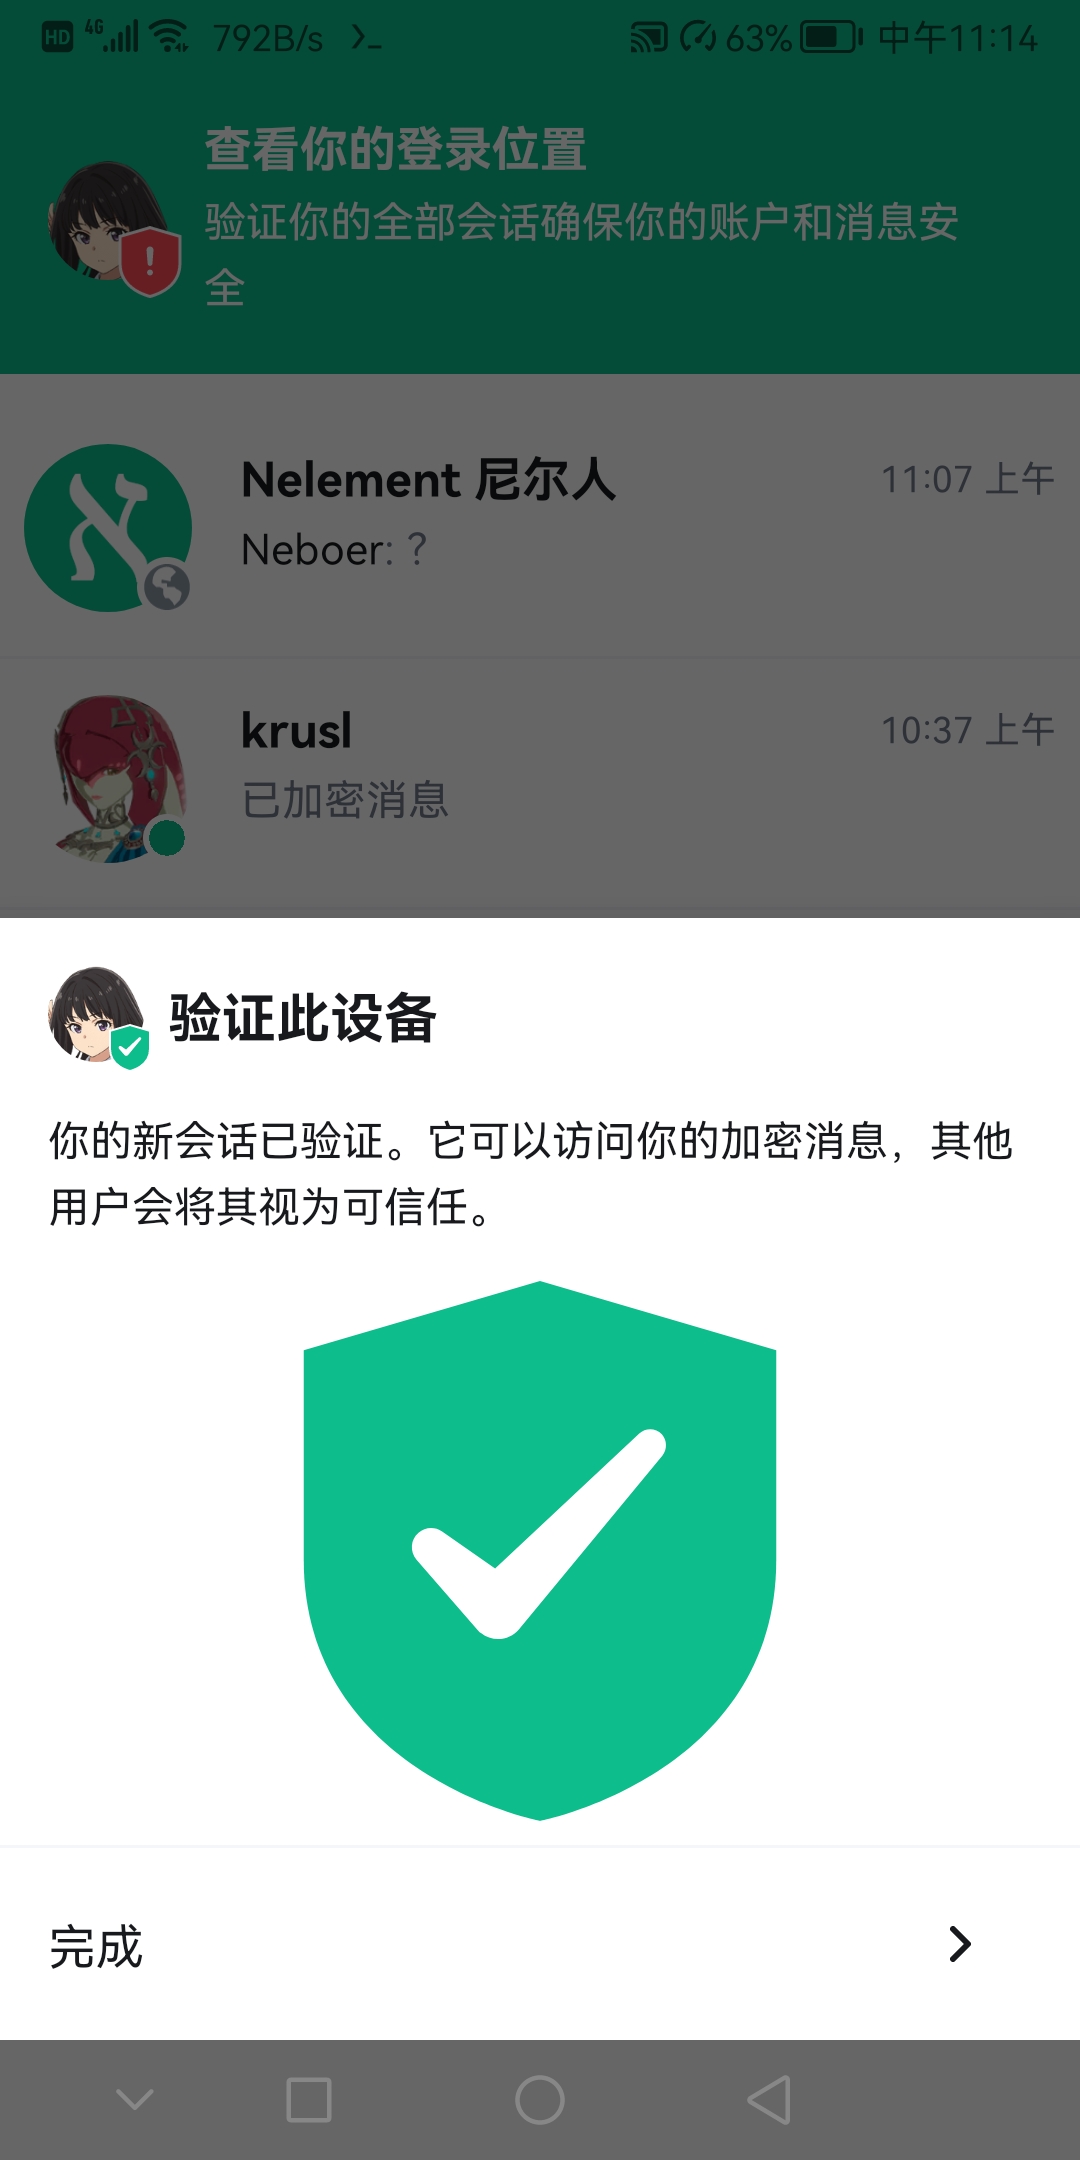 HD 4G 792B/s 63% 中午11:14
查看你的登录位置
验证你的全部会话确保你的账户和消息安
全
Nelement 尼尔人 11:07 上午
Neboer: ?
krusl 10:37 上午
已加密消息
验证此设备
你的新会话已验证。它可以访问你的加密消息，其他
用户会将其视为可信任。
完成